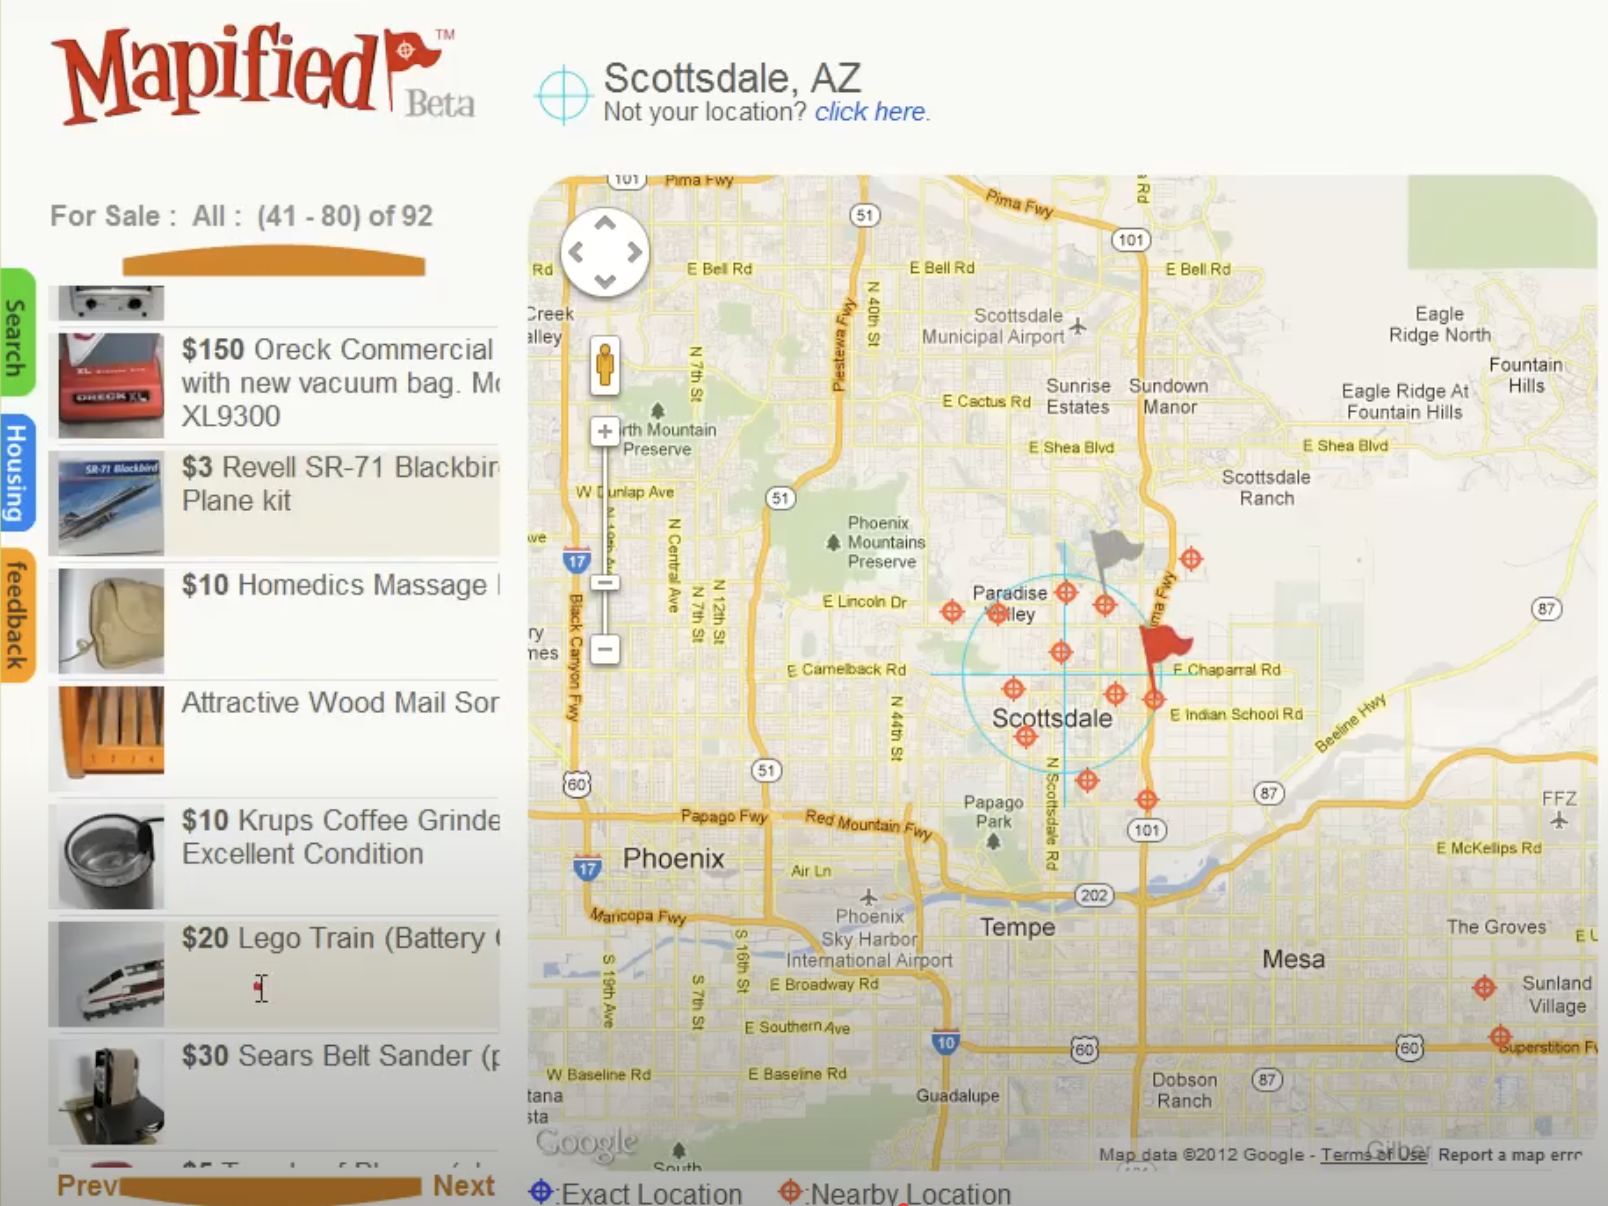 Mapified™
Beta
Scottsdale, AZ
Not your location? click here.
For Sale : All : (41 - 80) of 92
Search
Housing
feedback
$150 Oreck Commercial
with new vacuum bag.
XL9300
ORECK XL
$3 Revell SR-71
Plane kit
SR-71 Blackbird
$10 Homedics Massage
Attractive Wood Mail
$10 Krups Coffee
Excellent Condition
$20 Lego Train (Battery
$30 Sears Belt Sander
Prev
Next
101
Pima Fwy
51
Pima Fwy
101
Rd
Rd
E Bell Rd
E Bell Rd
E Bell Rd
Creek
N 40th St
Piestewa Fwy
Scottsdale
Municipal Airport
Eagle
Ridge North
Fountain
Hills
N 7th St
Sunrise
Estates
Sundown
Manor
Eagle Ridge At
Fountain Hills
E Cactus Rd
Mountain
Preserve
E Shea Blvd
E Shea Blvd
Scottsdale
Ranch
W Dunlap Ave
51
N Central Ave
Phoenix
Mountains
Preserve
17
N 7th St
N 12th St
Paradise
E Lincoln Dr
87
Black Canyon Fwy
E Camelback Rd
E Chaparral Rd
N 44th St
Scottsdale
E Indian School Rd
Beeline Hwy
60
51
N Scottsdale Rd
87
Papago
Park
FFZ
Papago Fwy
Red Mountain Fwy
101
E McKellips Rd
17
Phoenix
Air Ln
202
Maricopa Fwy
Phoenix
Sky Harbor
International Airport
Tempe
The Groves
S 16th St
Mesa
S 19th Ave
S 7th St
E Broadway Rd
Sunland
Village
E Southern Ave
10
60
60
Superstition
W Baseline Rd
E Baseline Rd
Dobson
Ranch
87
Guadalupe
Google
South
Map data ©2012 Google - Terms of Use Report a map
:Exact Location
:Nearby Location